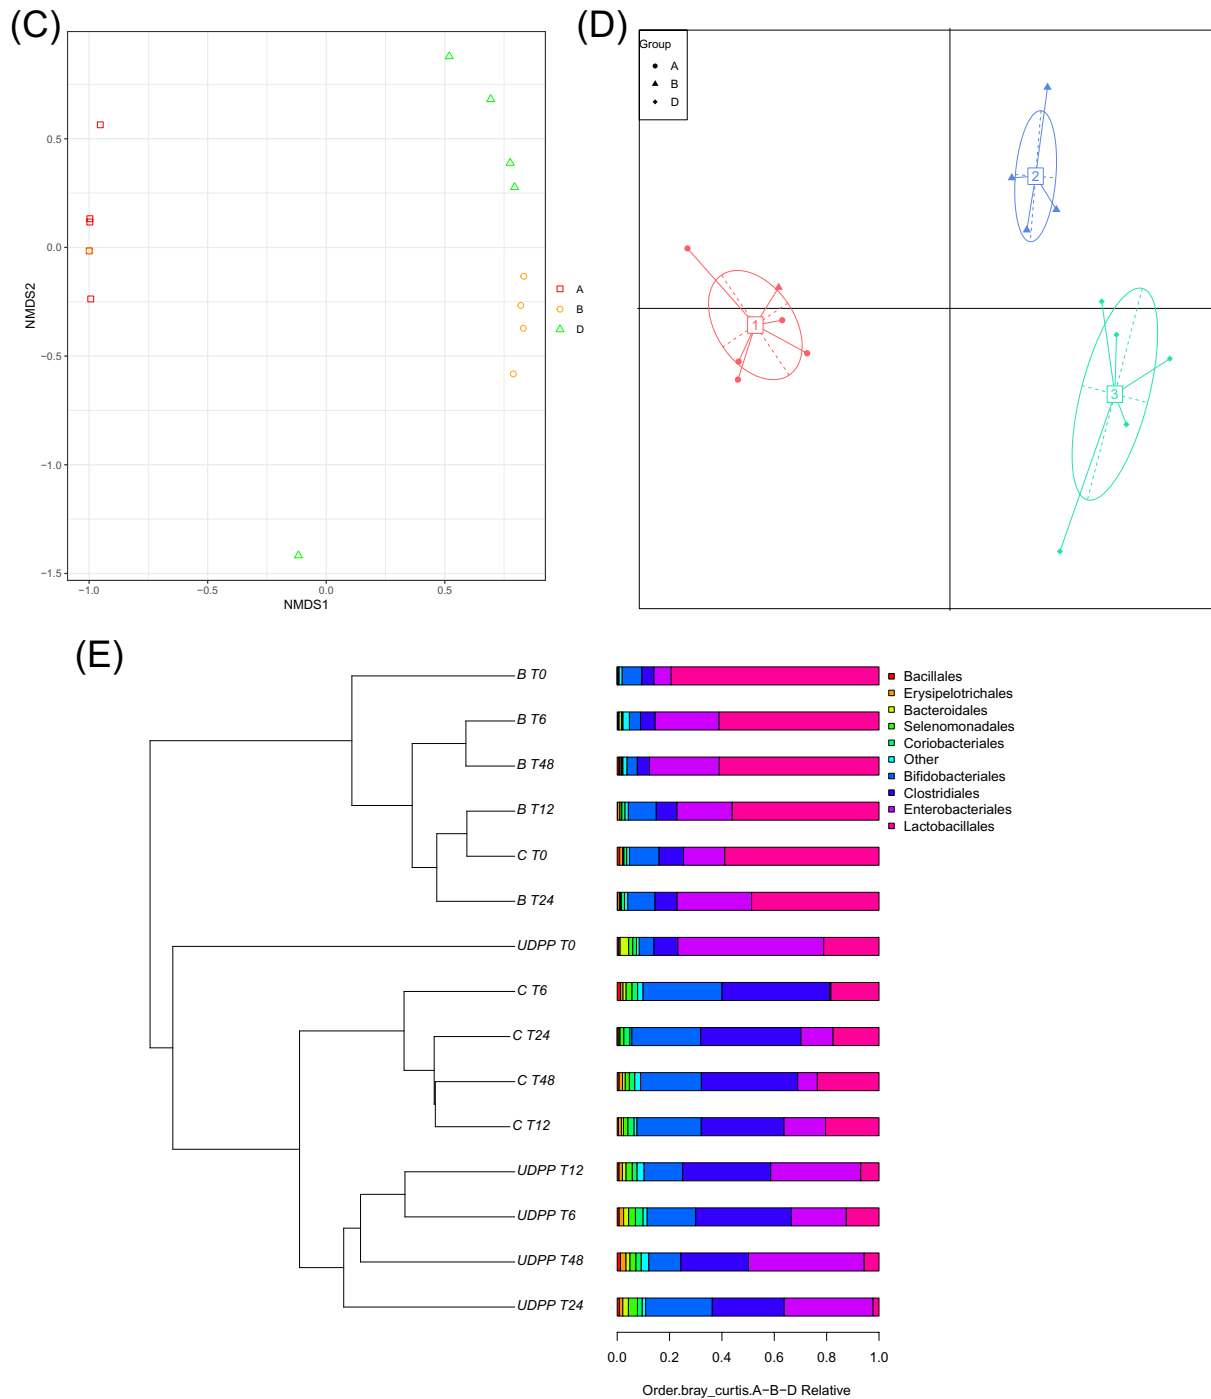 (C)
0.5
0.0
−0.5
−1.0
−1.5
−1.0
−0.5
0.0
0.5
NMDS1
NMDS2
A
B
D
(D)
Group
A
B
D
1
2
3
(E)
B T0
B T6
B T48
B T12
C T0
B T24
UDPP T0
C T6
C T24
C T48
C T12
UDPP T12
UDPP T6
UDPP T48
UDPP T24
Bacillales
Erysipelotrichales
Bacteroidales
Selenomonadales
Coriobacteriales
Other
Bifidobacteriales
Clostridiales
Enterobacteriales
Lactobacillales
0.0 0.2 0.4 0.6 0.8 1.0
Order.bray_curtis.A−B−D Relative